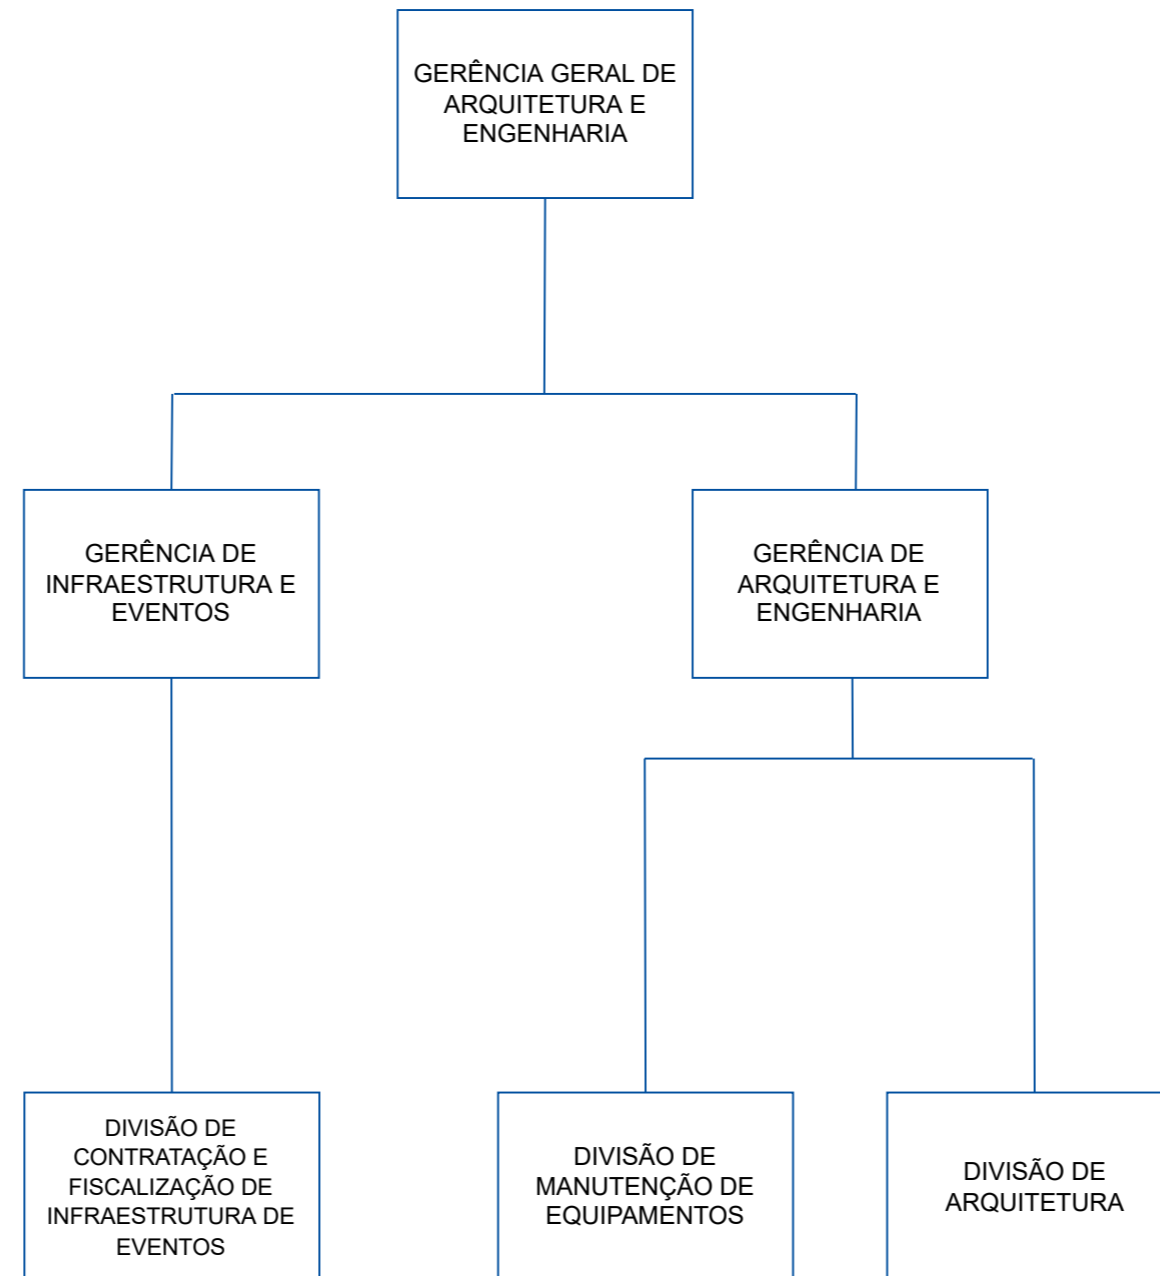 GERÊNCIA GERAL DE
ARQUITETURA E
ENGENHARIA
GERÊNCIA DE
INFRAESTRUTURA E
EVENTOS
GERÊNCIA DE
ARQUITETURA E
ENGENHARIA
DIVISÃO DE
CONTRATAÇÃO E
FISCALIZAÇÃO DE
INFRAESTRUTURA DE
EVENTOS
DIVISÃO DE
MANUTENÇÃO DE
EQUIPAMENTOS
DIVISÃO DE
ARQUITETURA